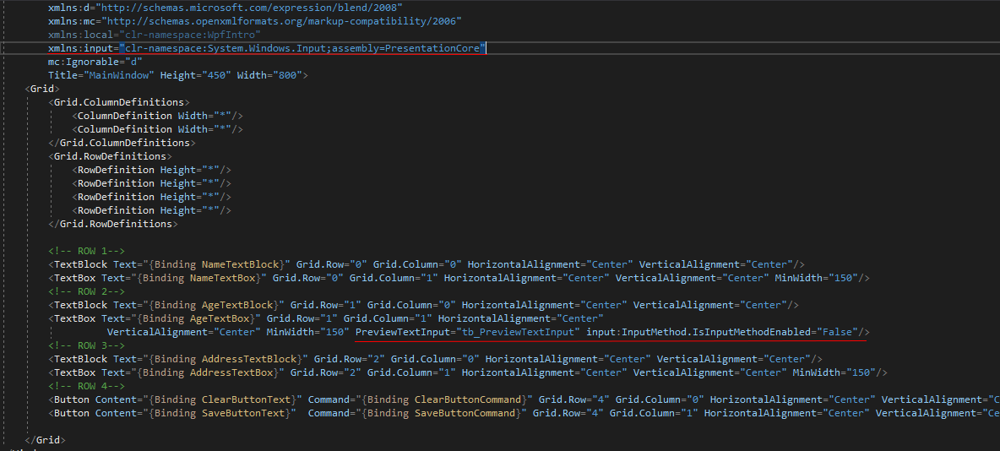 xmlns:d="http://schemas.microsoft.com/expression/blend/2008"
xmlns:mc="http://schemas.openxmlformats.org/markup-compatibility/2006"
xmlns:local="clr-namespace:WpfIntro"
xmlns:input="clr-namespace:System.Windows.Input;assembly=PresentationCore"
mc:Ignorable="d"
Title="MainWindow" Height="450" Width="800">
<Grid>
<Grid.ColumnDefinitions>
<ColumnDefinition Width="*"/>
<ColumnDefinition Width="*"/>
</Grid.ColumnDefinitions>
<Grid.RowDefinitions>
<RowDefinition Height="*"/>
<RowDefinition Height="*"/>
<RowDefinition Height="*"/>
<RowDefinition Height="*"/>
</Grid.RowDefinitions>
<!-- ROW 1-->
<TextBlock Text="{Binding NameTextBlock}" Grid.Row="0" Grid.Column="0" HorizontalAlignment="Center" VerticalAlignment="Center"/>
<TextBox Text="{Binding NameTextBox}" Grid.Row="0" Grid.Column="1" HorizontalAlignment="Center" VerticalAlignment="Center" MinWidth="150"/>
<!-- ROW 2-->
<TextBlock Text="{Binding AgeTextBlock}" Grid.Row="1" Grid.Column="0" HorizontalAlignment="Center" VerticalAlignment="Center"/>
<TextBox Text="{Binding AgeTextBox}" Grid.Row="1" Grid.Column="1" HorizontalAlignment="Center"
VerticalAlignment="Center" MinWidth="150" PreviewTextInput="tb_PreviewTextInput" input:InputMethod.IsInputMethodEnabled="False"/>
<!-- ROW 3-->
<TextBlock Text="{Binding AddressTextBlock}" Grid.Row="2" Grid.Column="0" HorizontalAlignment="Center" VerticalAlignment="Center"/>
<TextBox Text="{Binding AddressTextBox}" Grid.Row="2" Grid.Column="1" HorizontalAlignment="Center" VerticalAlignment="Center" MinWidth="150"/>
<!-- ROW 4-->
<Button Content="{Binding ClearButtonText}" Command="{Binding ClearButtonCommand}" Grid.Row="4" Grid.Column="0" HorizontalAlignment="Center" VerticalAlignment="C
<Button Content="{Binding SaveButtonText}"  Command="{Binding SaveButtonCommand}" Grid.Row="4" Grid.Column="1" HorizontalAlignment="Center" VerticalAlignment="Ce
</Grid>